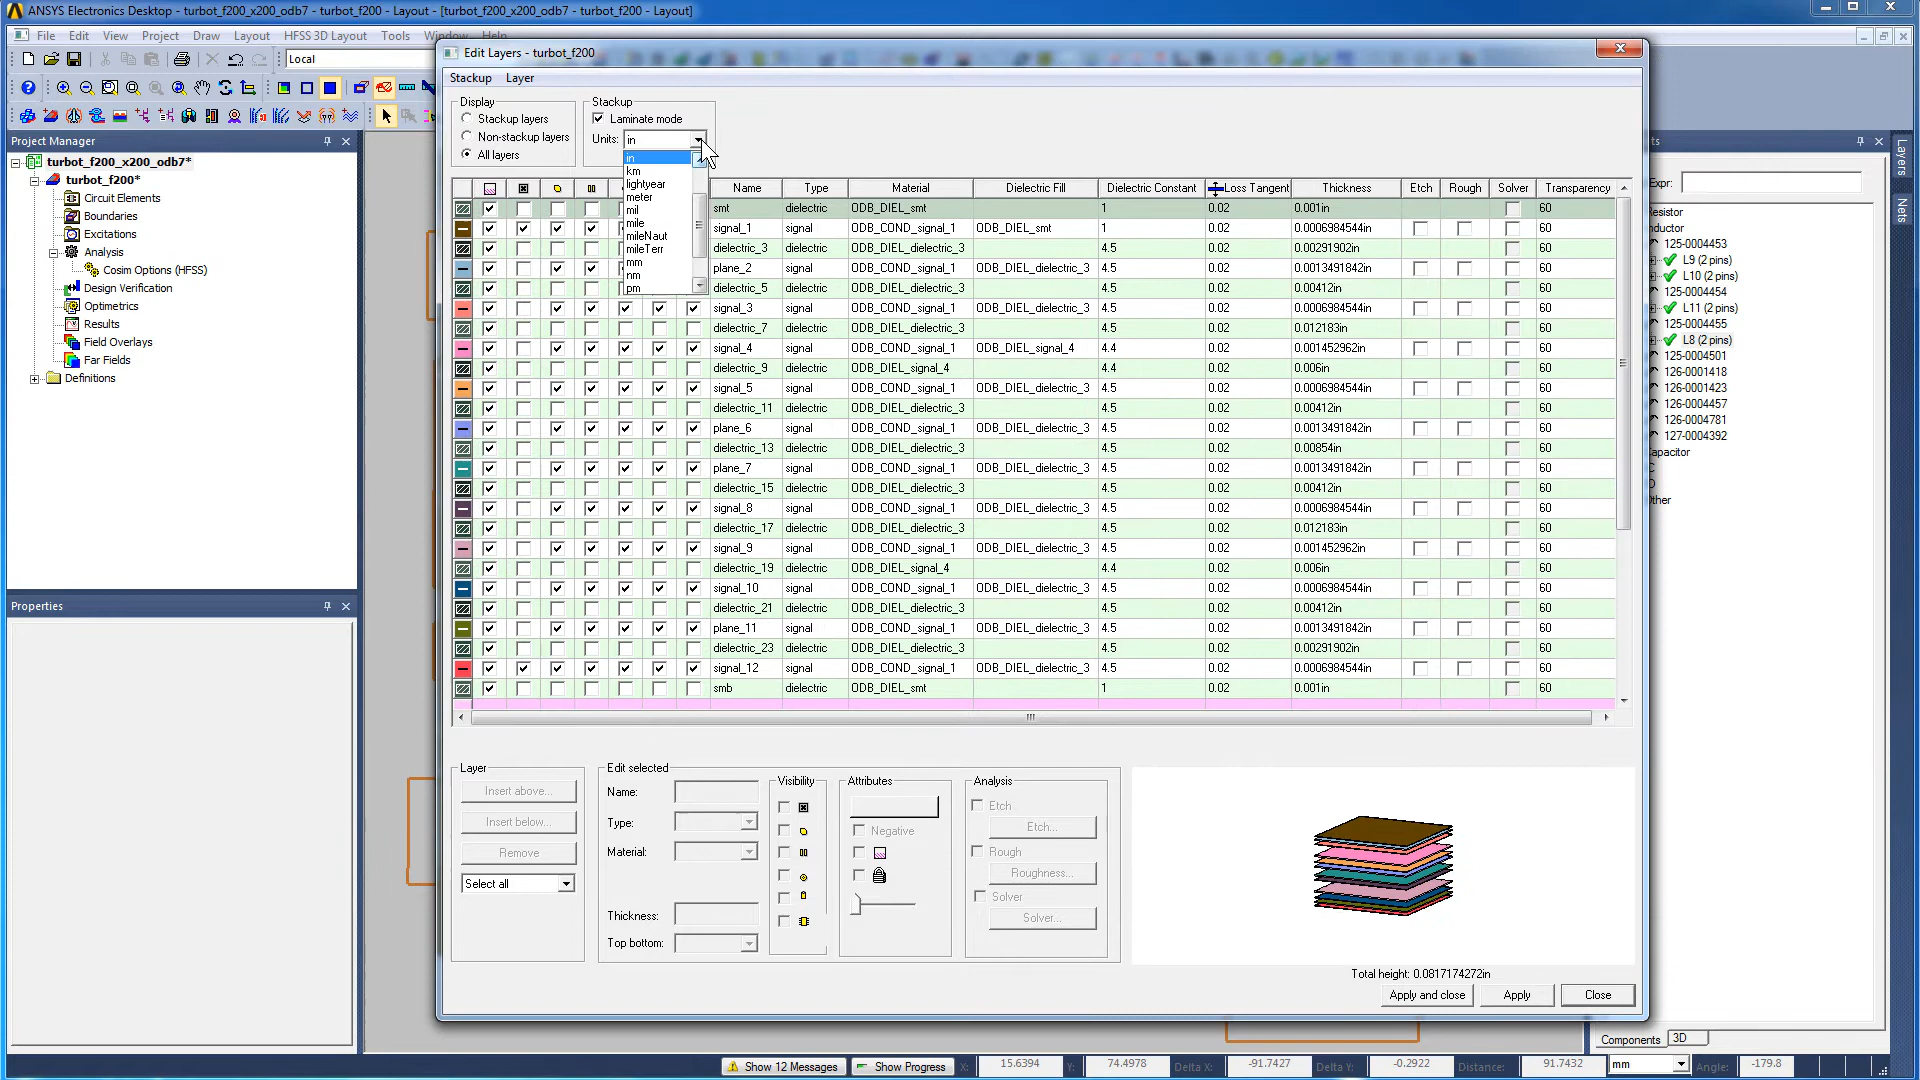 ANSYS Electronics Desktop - turbot_f200_x200_odb7 - turbot_f200 - Layout - [turbot_f200_x200_odb7 - turbot_f200 - Layout]
File Edit View Project Draw Layout HFSS 3D Layout Tools Window Help
Local
Project Manager
turbot_f200_x200_odb7*
turbot_f200*
Circuit Elements
Boundaries
Excitations
Analysis
Cosim Options (HFSS)
Design Verification
Optimetrics
Results
Field Overlays
Far Fields
Definitions
Properties
Edit Layers - turbot_f200
Stackup Layer
Display
Stackup layers
Non-stackup layers
All layers
Stackup
Laminate mode
Units: in
in
km
lightyear
meter
mil
mile
mileNaut
mileTerr
mm
nm
pm
Name Type Material Dielectric Fill Dielectric Constant Loss Tangent Thickness Etch Rough Solver Transparency
smt dielectric ODB_DIEL_smt 1 0.02 0.001in 60
signal_1 signal ODB_COND_signal_1 ODB_DIEL_smt 1 0.02 0.0006984544in 60
dielectric_3 dielectric ODB_DIEL_dielectric_3 4.5 0.02 0.00291902in 60
plane_2 signal ODB_COND_signal_1 ODB_DIEL_dielectric_3 4.5 0.02 0.0013491842in 60
dielectric_5 dielectric ODB_DIEL_dielectric_3 4.5 0.02 0.00412in 60
signal_3 signal ODB_COND_signal_1 ODB_DIEL_dielectric_3 4.5 0.02 0.0006984544in 60
dielectric_7 dielectric ODB_DIEL_dielectric_3 4.5 0.02 0.012183in 60
signal_4 signal ODB_COND_signal_1 ODB_DIEL_signal_4 4.4 0.02 0.001452962in 60
dielectric_9 dielectric ODB_DIEL_signal_4 4.4 0.02 0.006in 60
signal_5 signal ODB_COND_signal_1 ODB_DIEL_dielectric_3 4.5 0.02 0.0006984544in 60
dielectric_11 dielectric ODB_DIEL_dielectric_3 4.5 0.02 0.00412in 60
plane_6 signal ODB_COND_signal_1 ODB_DIEL_dielectric_3 4.5 0.02 0.0013491842in 60
dielectric_13 dielectric ODB_DIEL_dielectric_3 4.5 0.02 0.00854in 60
plane_7 signal ODB_COND_signal_1 ODB_DIEL_dielectric_3 4.5 0.02 0.0013491842in 60
dielectric_15 dielectric ODB_DIEL_dielectric_3 4.5 0.02 0.00412in 60
signal_8 signal ODB_COND_signal_1 ODB_DIEL_dielectric_3 4.5 0.02 0.0006984544in 60
dielectric_17 dielectric ODB_DIEL_dielectric_3 4.5 0.02 0.012183in 60
signal_9 signal ODB_COND_signal_1 ODB_DIEL_dielectric_3 4.5 0.02 0.001452962in 60
dielectric_19 dielectric ODB_DIEL_signal_4 4.4 0.02 0.006in 60
signal_10 signal ODB_COND_signal_1 ODB_DIEL_dielectric_3 4.5 0.02 0.0006984544in 60
dielectric_21 dielectric ODB_DIEL_dielectric_3 4.5 0.02 0.00412in 60
plane_11 signal ODB_COND_signal_1 ODB_DIEL_dielectric_3 4.5 0.02 0.0013491842in 60
dielectric_23 dielectric ODB_DIEL_dielectric_3 4.5 0.02 0.00291902in 60
signal_12 signal ODB_COND_signal_1 ODB_DIEL_dielectric_3 4.5 0.02 0.0006984544in 60
smb dielectric ODB_DIEL_smt 1 0.02 0.001in 60
Layer
Insert above...
Insert below...
Remove
Select all
Edit selected
Name:
Type:
Material:
Thickness:
Top bottom:
Visibility
Attributes
Negative
Analysis
Etch
Etch...
Rough
Roughness...
Solver
Solver...
Total height: 0.0817174272in
Apply and close Apply Close
Expr:
125-0004453
L9 (2 pins)
L10 (2 pins)
125-0004454
L11 (2 pins)
125-0004455
L8 (2 pins)
125-0004501
126-0001418
126-0001423
126-0004457
126-0004781
127-0004392
Layers
Nets
Components 3D
Show 12 Messages Show Progress X: 15.6394 Y: 74.4978 Delta X: -91.7427 Delta Y: -0.2922 Distance: 91.7432 mm Angle: -179.8